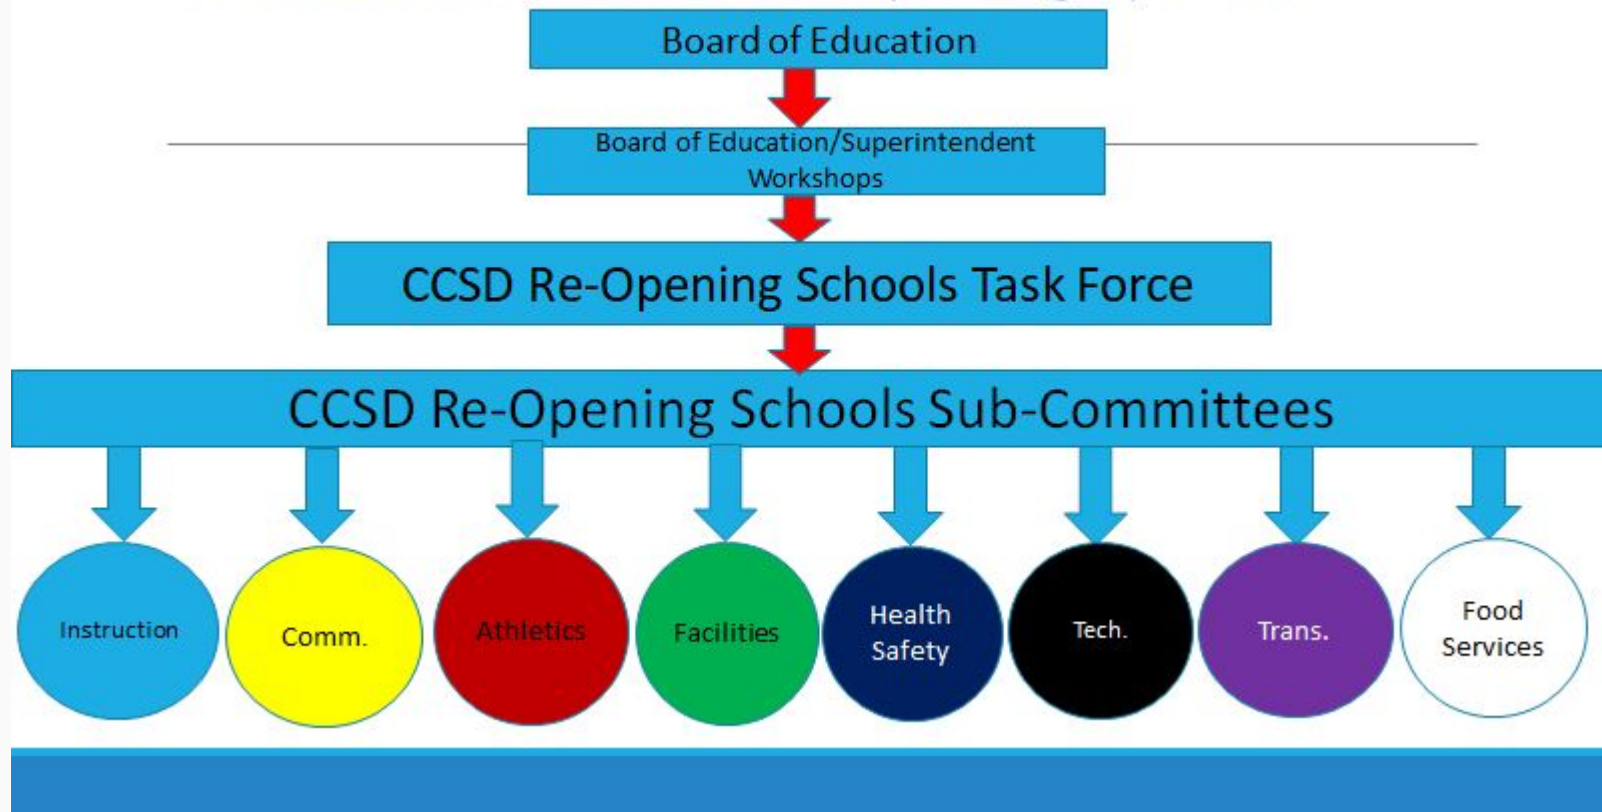 Board of Education
Board of Education/Superintendent
Workshops
CCSD Re-Opening Schools Task Force
CCSD Re-Opening Schools Sub-Committees
Instruction
Comm.
Athletics
Facilities
Health
Safety
Tech.
Trans.
Food
Services